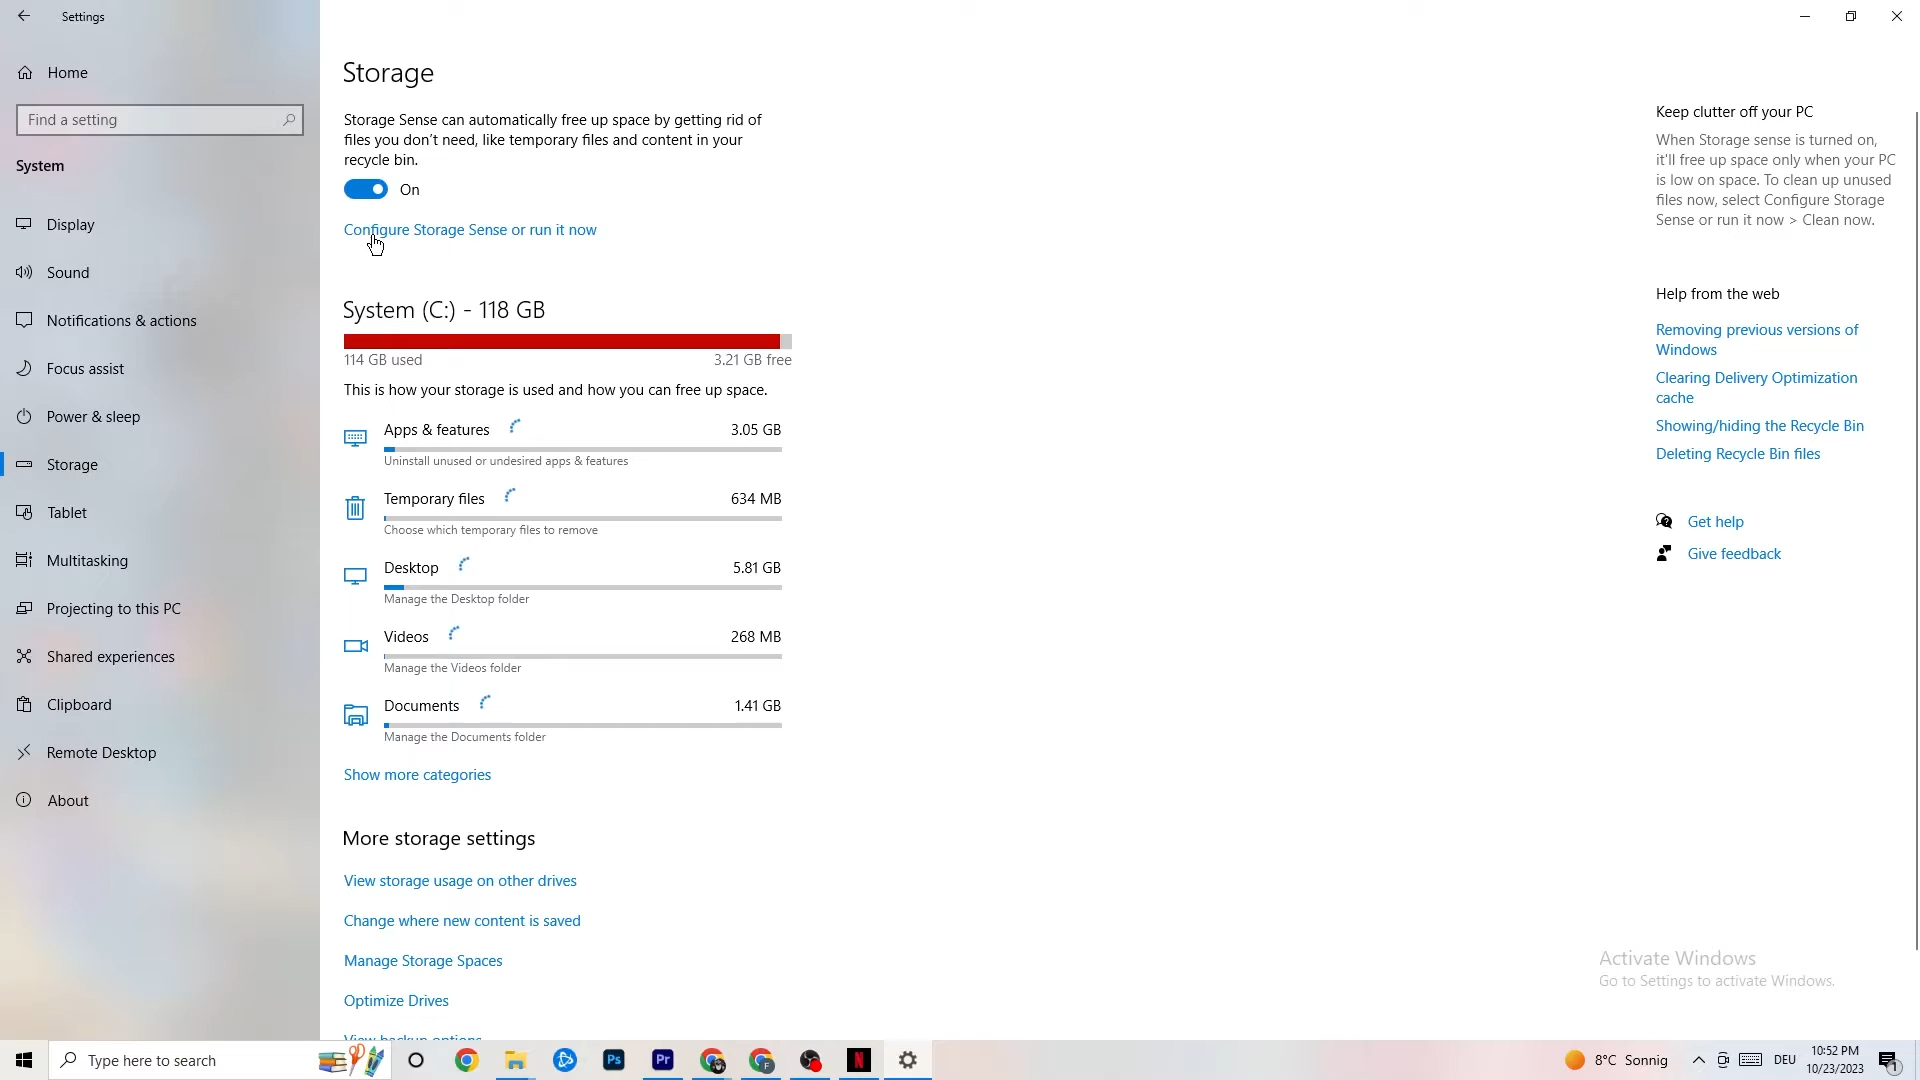 Settings
Home
Find a setting
System
Display
Sound
Notifications & actions
Focus assist
Power & sleep
Storage
Tablet
Multitasking
Projecting to this PC
Shared experiences
Clipboard
Remote Desktop
About
Storage
Storage Sense can automatically free up space by getting rid of
files you don't need, like temporary files and content in your
recycle bin.
On
Configure Storage Sense or run it now
System (C:) - 118 GB
114 GB used
3.21 GB free
This is how your storage is used and how you can free up space.
Apps & features
3.05 GB
Uninstall unused or undesired apps & features
Temporary files
634 MB
Choose which temporary files to remove
Desktop
5.81 GB
Manage the Desktop folder
Videos
268 MB
Manage the Videos folder
Documents
1.41 GB
Manage the Documents folder
Show more categories
More storage settings
View storage usage on other drives
Change where new content is saved
Manage Storage Spaces
Optimize Drives
View backup options
Keep clutter off your PC
When Storage sense is turned on,
it'll free up space only when your PC
is low on space. To clean up unused
files now, select Configure Storage
Sense or run it now > Clean now.
Help from the web
Removing previous versions of
Windows
Clearing Delivery Optimization
cache
Showing/hiding the Recycle Bin
Deleting Recycle Bin files
Get help
Give feedback
Activate Windows
Go to Settings to activate Windows.
Type here to search
Ps
Pr
F
N
8°C Sonnig
DEU
10:52 PM
10/23/2023
1